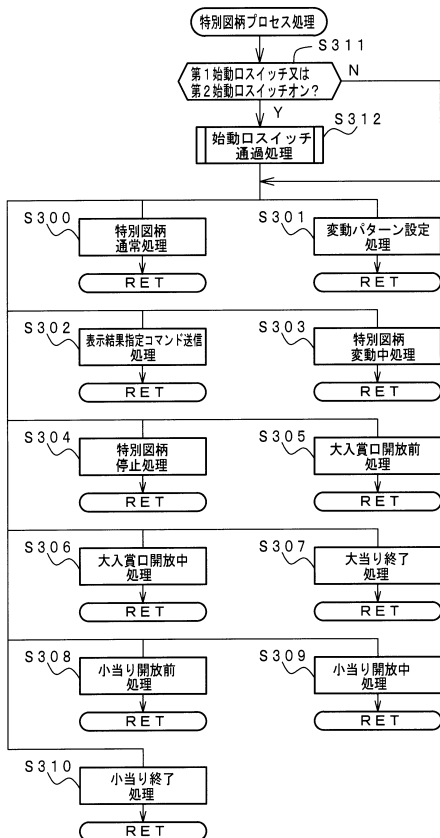 特別図柄プロセス処理
S311
第1始動口スイッチ又は
第2始動口スイッチオン?
N
Y
S312
始動口スイッチ
通過処理
S300
特別図柄
通常処理
RET
S301
変動パターン設定
処理
RET
S302
表示結果指定コマンド送信
処理
RET
S303
特別図柄
変動中処理
RET
S304
特別図柄
停止処理
RET
S305
大入賞口開放前
処理
RET
S306
大入賞口開放中
処理
RET
S307
大当り終了
処理
RET
S308
小当り開放前
処理
RET
S309
小当り開放中
処理
RET
S310
小当り終了
処理
RET